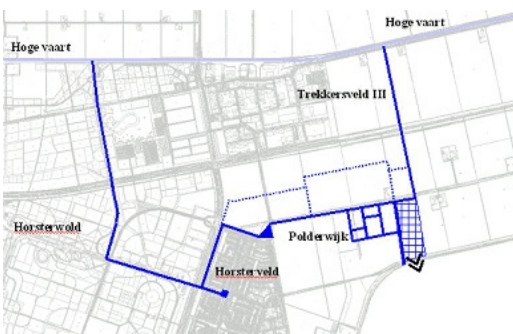 Hoge vaart
Hoge vaart
Trekkersveld III
Horsterwold
Polderwijk
Horsterveld